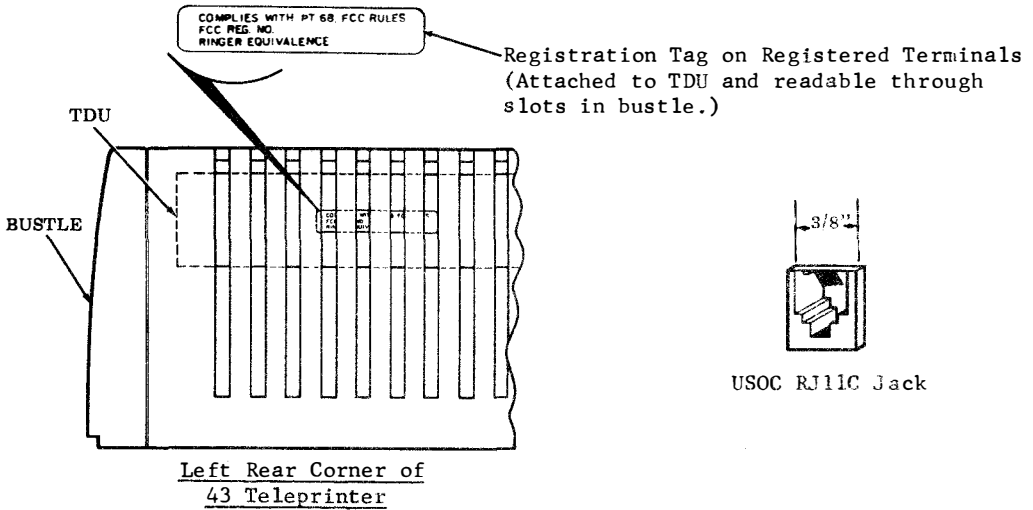 COMPLIES WITH PT 68, FCC RULES
FCC REG. NO.
RINGER EQUIVALENCE
Registration Tag on Registered Terminals
(Attached to TDU and readable through
slots in bustle.)
TDU
BUSTLE
3/8"
USOC RJ11C Jack
Left Rear Corner of
43 Teleprinter